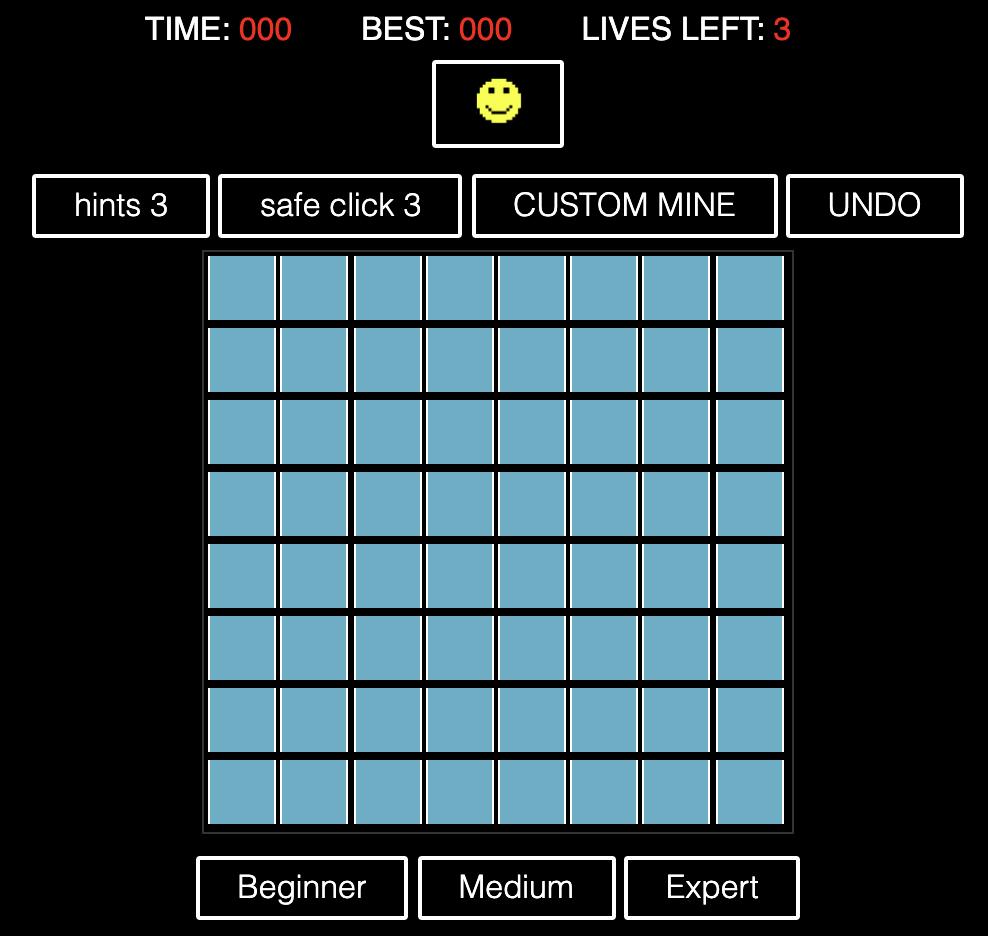 TIME: 000 BEST: 000 LIVES LEFT: 3
hints 3 safe click 3 CUSTOM MINE UNDO
Beginner Medium Expert